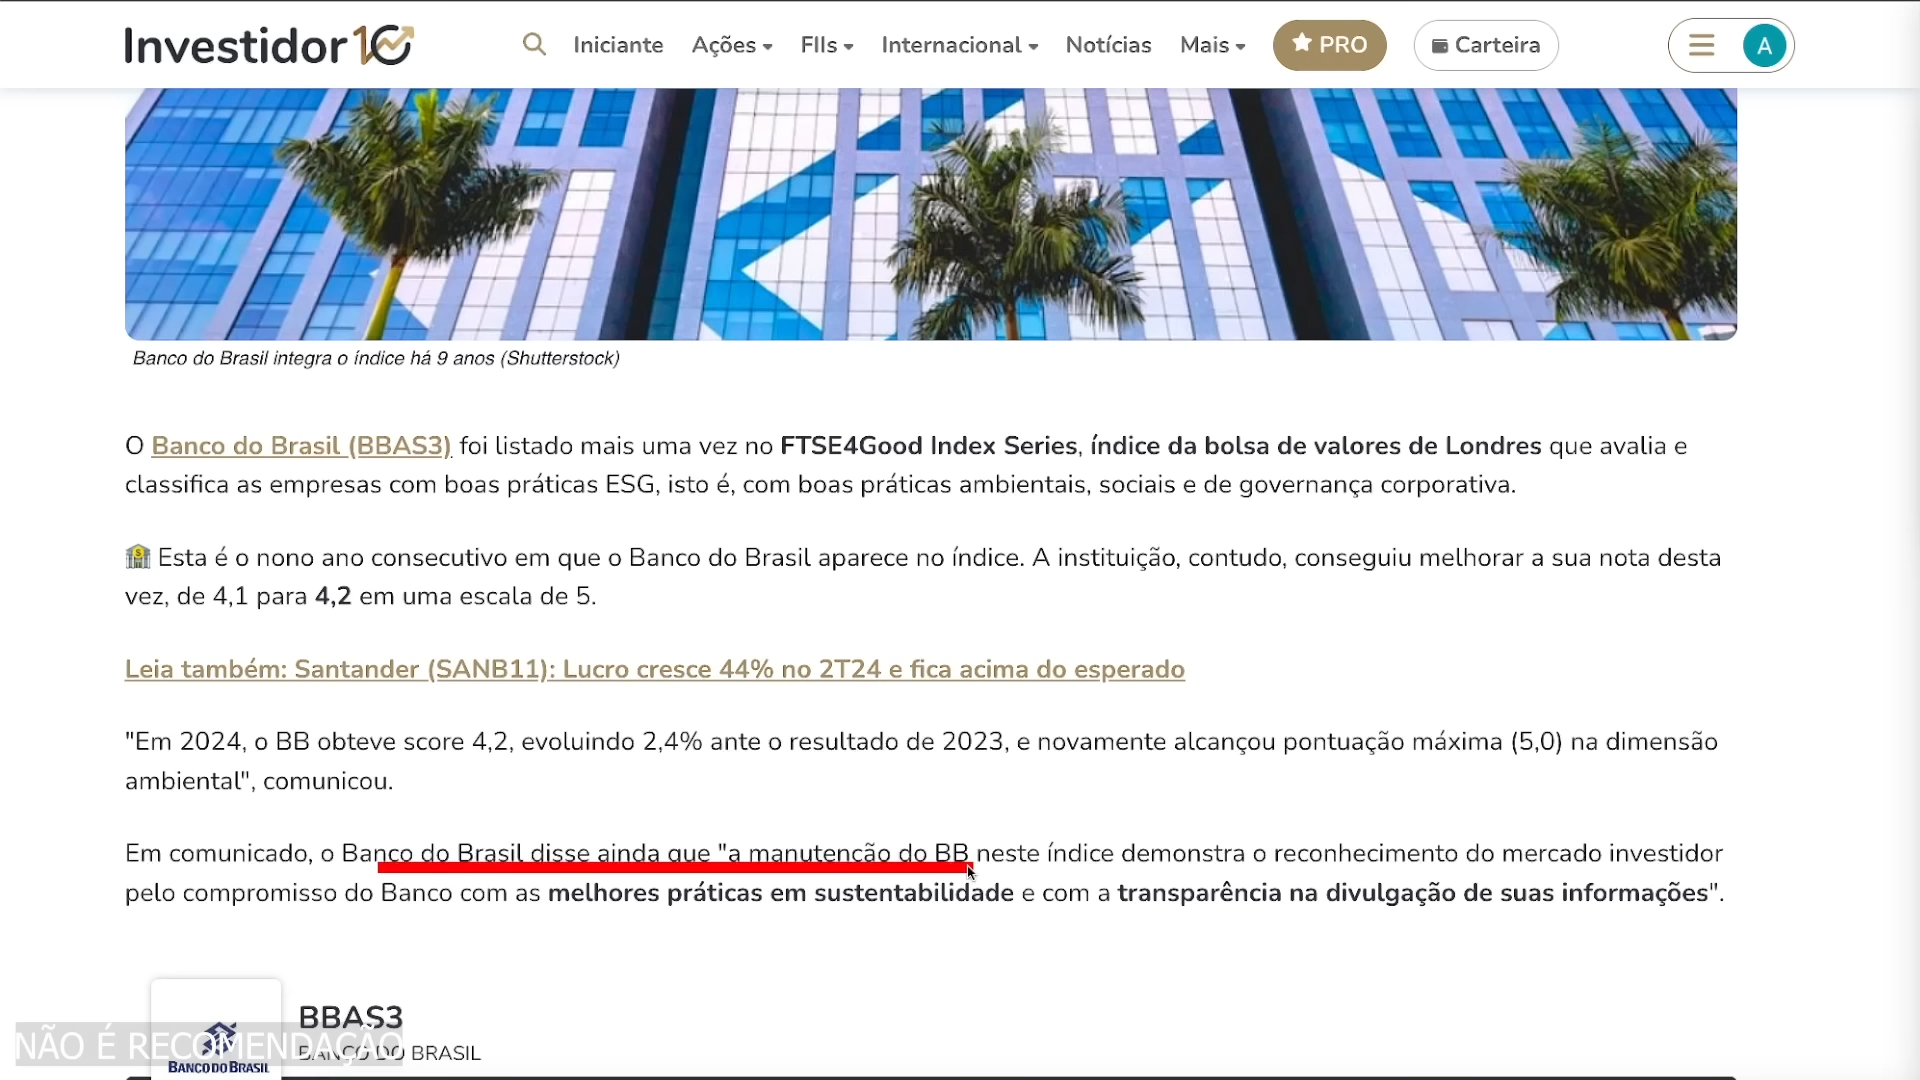 Investidor10
Iniciante
Ações
FIIs
Internacional
Notícias
Mais
PRO
Carteira
A
Banco do Brasil integra o índice há 9 anos (Shutterstock)
O Banco do Brasil (BBAS3) foi listado mais uma vez no FTSE4Good Index Series, índice da bolsa de valores de Londres que avalia e
classifica as empresas com boas práticas ESG, isto é, com boas práticas ambientais, sociais e de governança corporativa.
Esta é o nono ano consecutivo em que o Banco do Brasil aparece no índice. A instituição, contudo, conseguiu melhorar a sua nota desta
vez, de 4,1 para 4,2 em uma escala de 5.
Leia também: Santander (SANB11): Lucro cresce 44% no 2T24 e fica acima do esperado
"Em 2024, o BB obteve score 4,2, evoluindo 2,4% ante o resultado de 2023, e novamente alcançou pontuação máxima (5,0) na dimensão
ambiental", comunicou.
Em comunicado, o Banco do Brasil disse ainda que "a manutenção do BB neste índice demonstra o reconhecimento do mercado investidor
pelo compromisso do Banco com as melhores práticas em sustentabilidade e com a transparência na divulgação de suas informações".
BBAS3
BANCO DO BRASIL
NÃO É RECOMENDAÇÃO
BANCO DO BRASIL